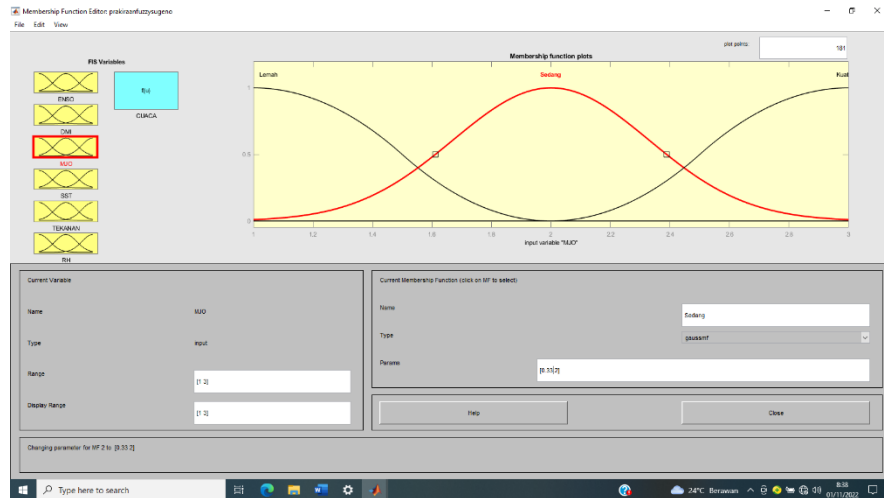 Membership Function Editor: prakiraanfuzzysugeno
File Edit View
FIS Variables
ENSO
DMI
MJO
SST
TEKANAN
RH
f(u)
CUACA
plot points:
181
Membership function plots
Lemah
Sedang
Kuat
1
0.5
0
1 1.2 1.4 1.6 1.8 2 2.2 2.4 2.6 2.8 3
input variable "MJO"
Current Variable
Name
MJO
Type
input
Range
[1 3]
Display Range
[1 3]
Current Membership Function (click on MF to select)
Name
Sedang
Type
gaussmf
Params
[0.33 2]
Help
Close
Changing parameter for MF 2 to: [0.33 2]
Type here to search
24°C Berawan
8:38
01/11/2022